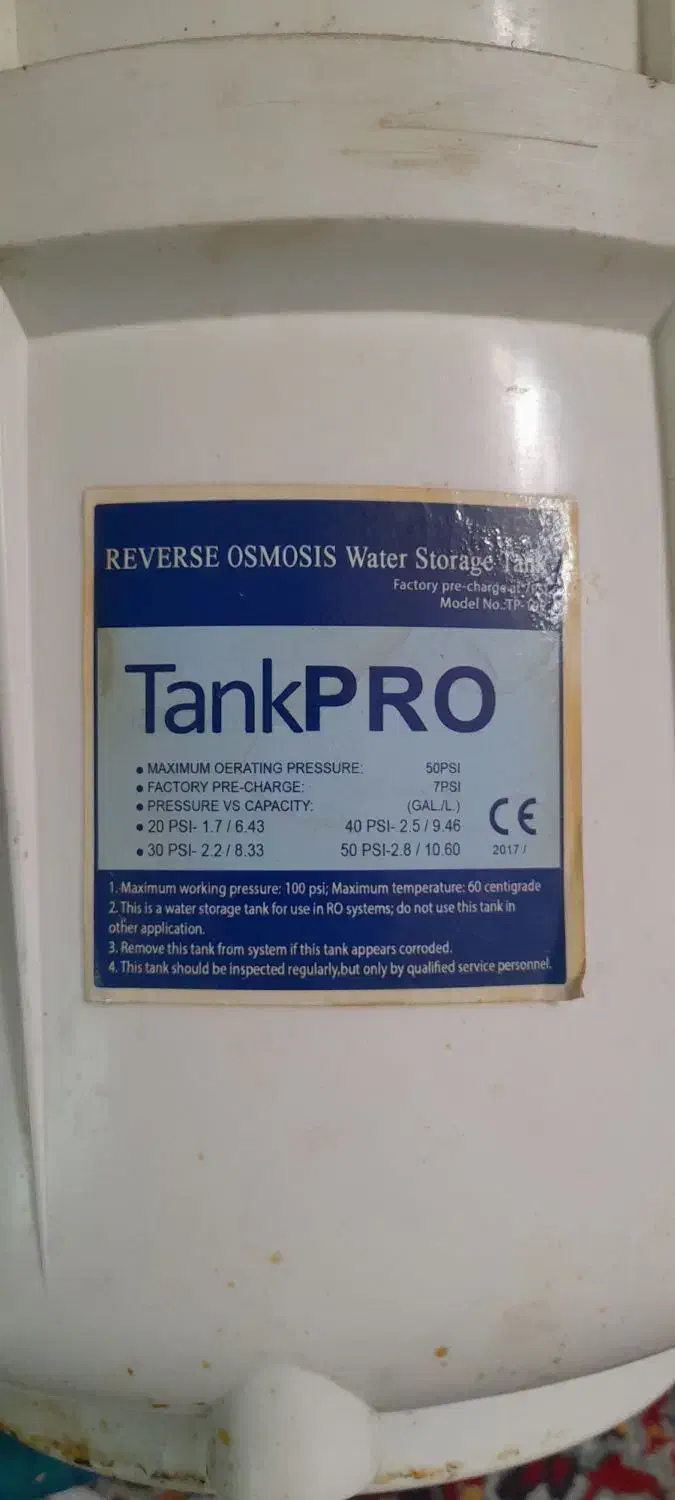 REVERSE OSMOSIS Water Storage Tank
Factory pre-charge at
Model No.:TP-
TankPRO
• MAXIMUM OERATING PRESSURE: 50PSI
• FACTORY PRE-CHARGE: 7PSI
• PRESSURE VS CAPACITY: (GAL./L.)
• 20 PSI- 1.7 / 6.43 40 PSI- 2.5 / 9.46
• 30 PSI- 2.2 / 8.33 50 PSI-2.8 / 10.60
CE
2017 /
1. Maximum working pressure: 100 psi; Maximum temperature: 60 centigrade
2. This is a water storage tank for use in RO systems; do not use this tank in
other application.
3. Remove this tank from system if this tank appears corroded.
4. This tank should be inspected regularly,but only by qualified service personnel.